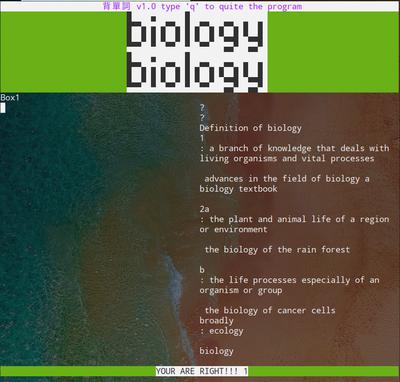 背單詞 v1.0 type 'q' to quite the program
biology
biology
Box1
?
?
Definition of biology
1
: a branch of knowledge that deals with
living organisms and vital processes
advances in the field of biology a
biology textbook
2a
: the plant and animal life of a region
or environment
the biology of the rain forest
b
: the life processes especially of an
organism or group
the biology of cancer cells
broadly
: ecology
biology
YOUR ARE RIGHT!!! 1